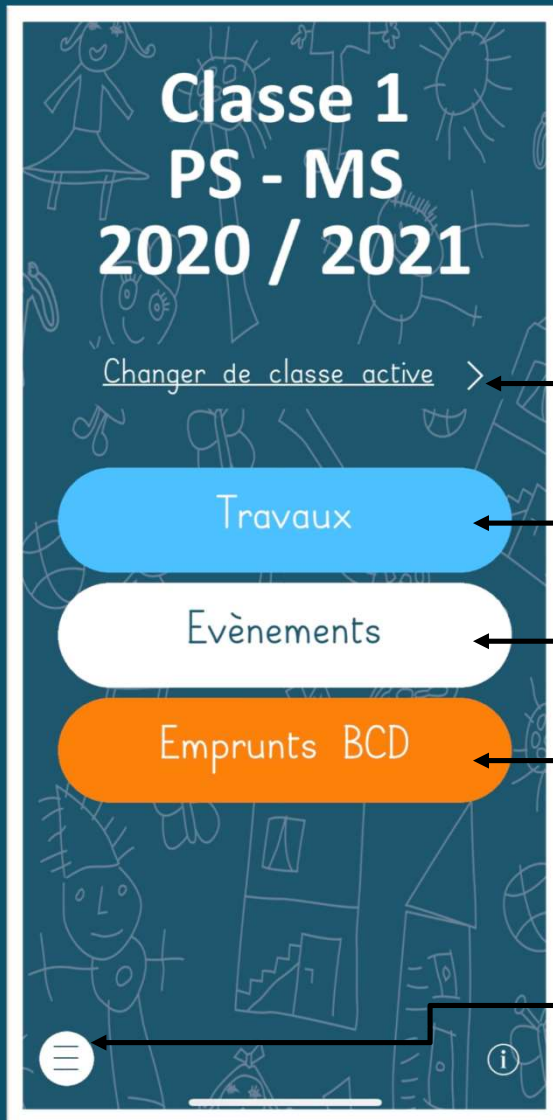 Classe 1
PS - MS
2020 / 2021
Changer de classe active >
Travaux
Evènements
Emprunts BCD
i